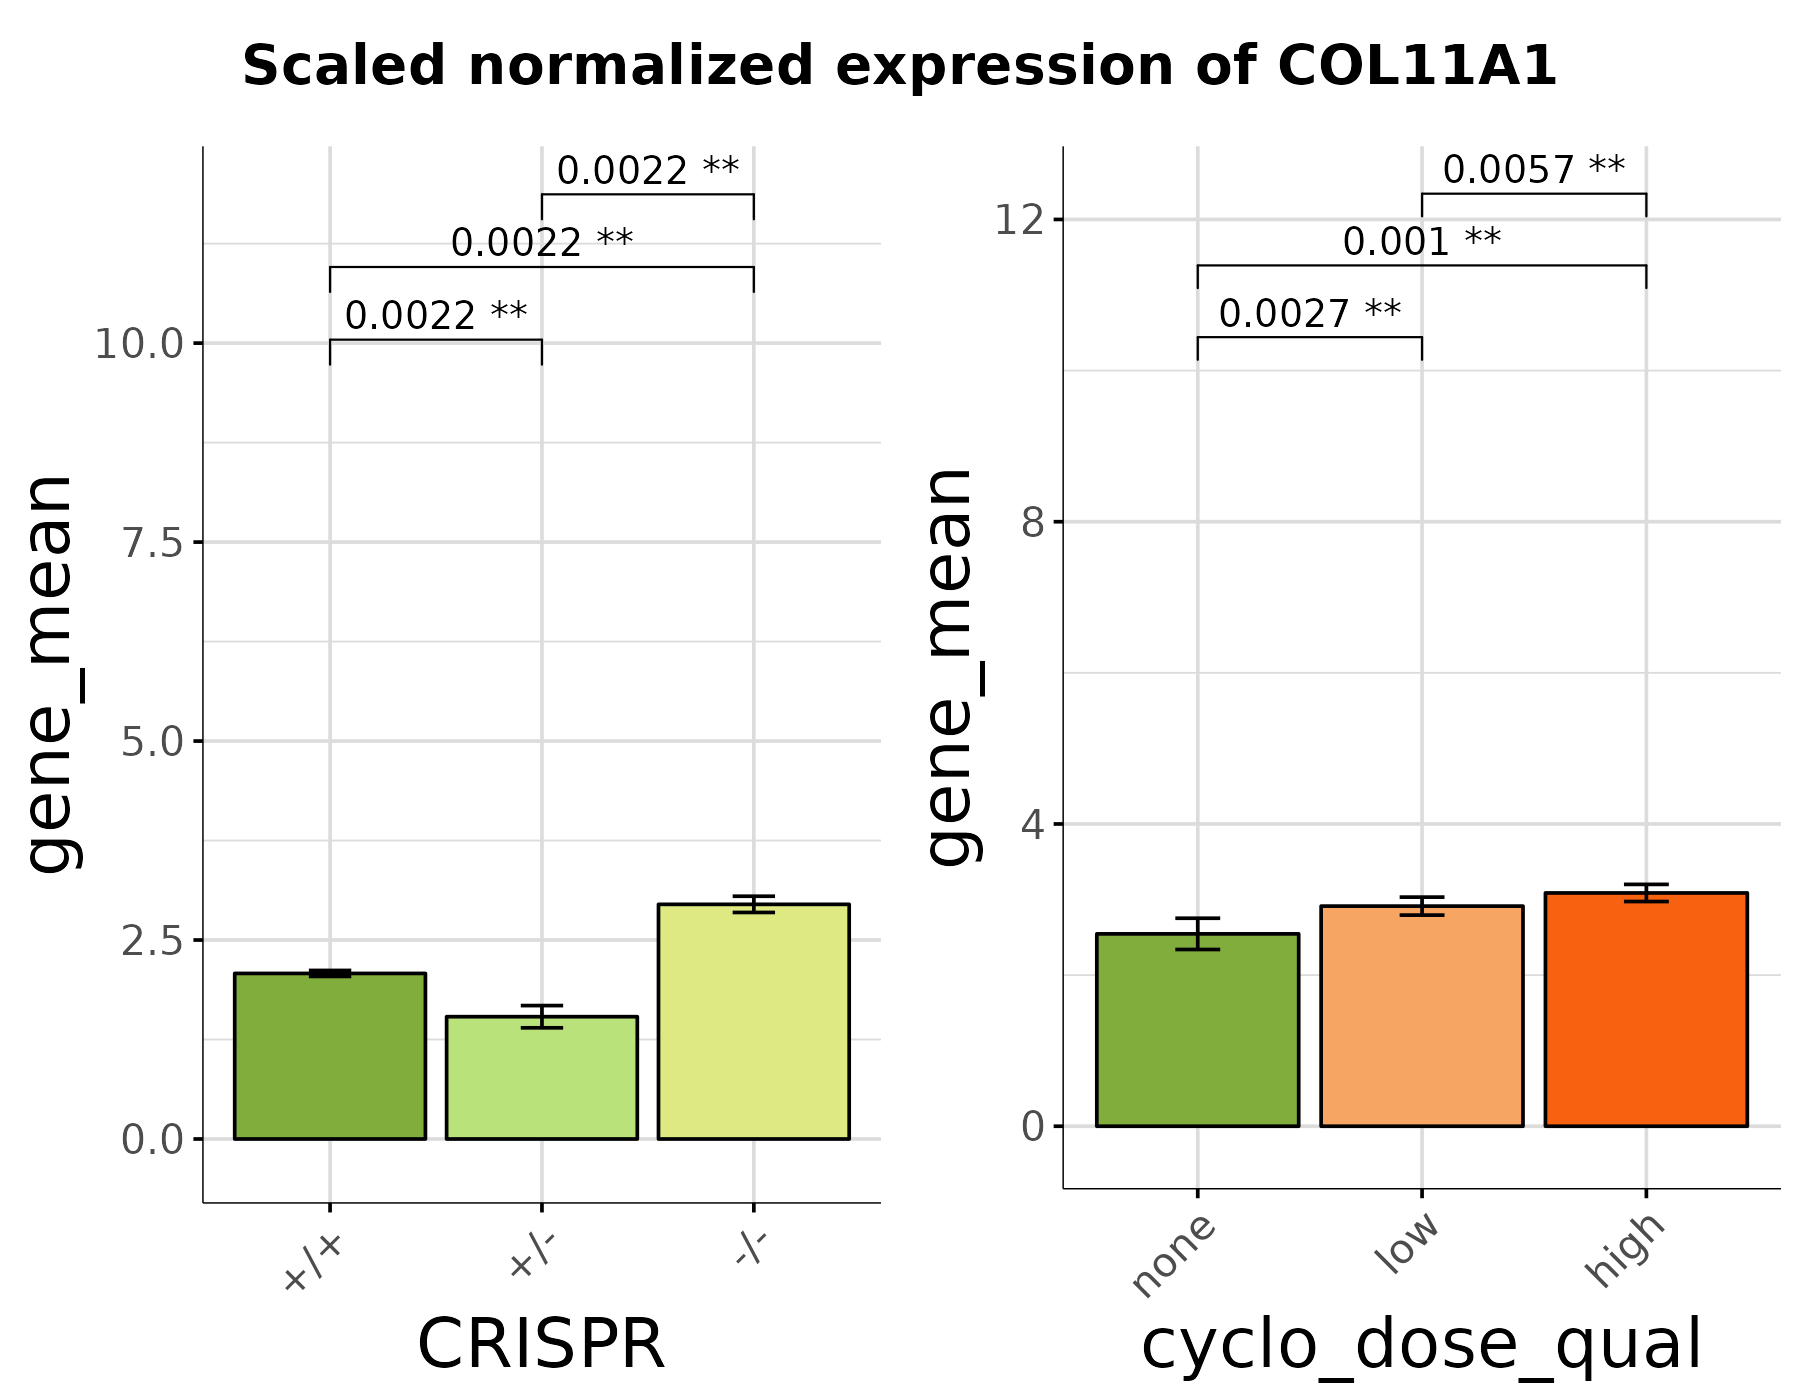 Scaled normalized expression of COL11A1
gene_mean
10.0
7.5
5.0
2.5
0.0
0.0022 **
0.0022 **
0.0022 **
+/+
+/-
-/-
CRISPR
gene_mean
12
8
4
0
0.0057 **
0.001 **
0.0027 **
none
low
high
cyclo_dose_qual